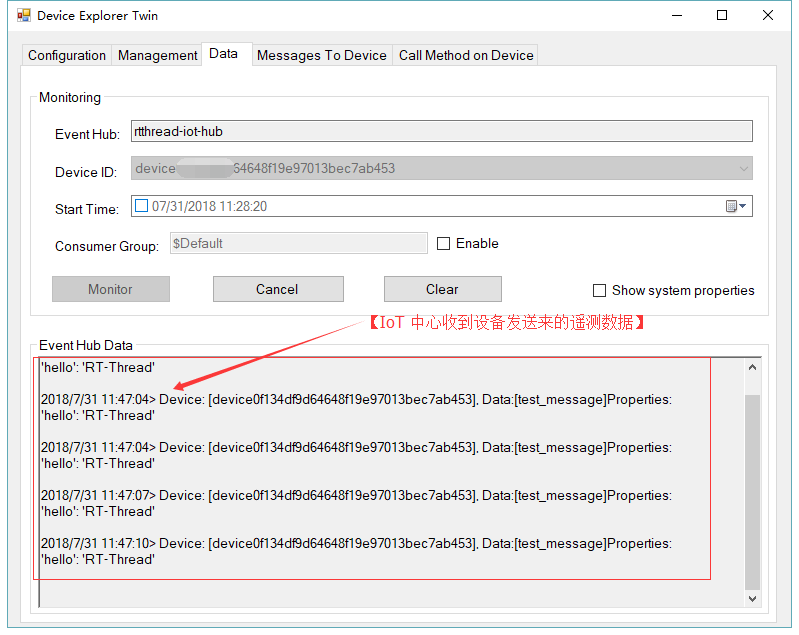 Device Explorer Twin
Configuration Management Data Messages To Device Call Method on Device
Monitoring
Event Hub: rtthread-iot-hub
Device ID: device 64648f19e97013bec7ab453
Start Time: 07/31/2018 11:28:20
Consumer Group: $Default Enable
Monitor Cancel Clear Show system properties
【IoT 中心收到设备发送来的遥测数据】
Event Hub Data
'hello': 'RT-Thread'
2018/7/31 11:47:04> Device: [device0f134df9d64648f19e97013bec7ab453], Data:[test_message]Properties:
'hello': 'RT-Thread'
2018/7/31 11:47:04> Device: [device0f134df9d64648f19e97013bec7ab453], Data:[test_message]Properties:
'hello': 'RT-Thread'
2018/7/31 11:47:07> Device: [device0f134df9d64648f19e97013bec7ab453], Data:[test_message]Properties:
'hello': 'RT-Thread'
2018/7/31 11:47:10> Device: [device0f134df9d64648f19e97013bec7ab453], Data:[test_message]Properties:
'hello': 'RT-Thread'